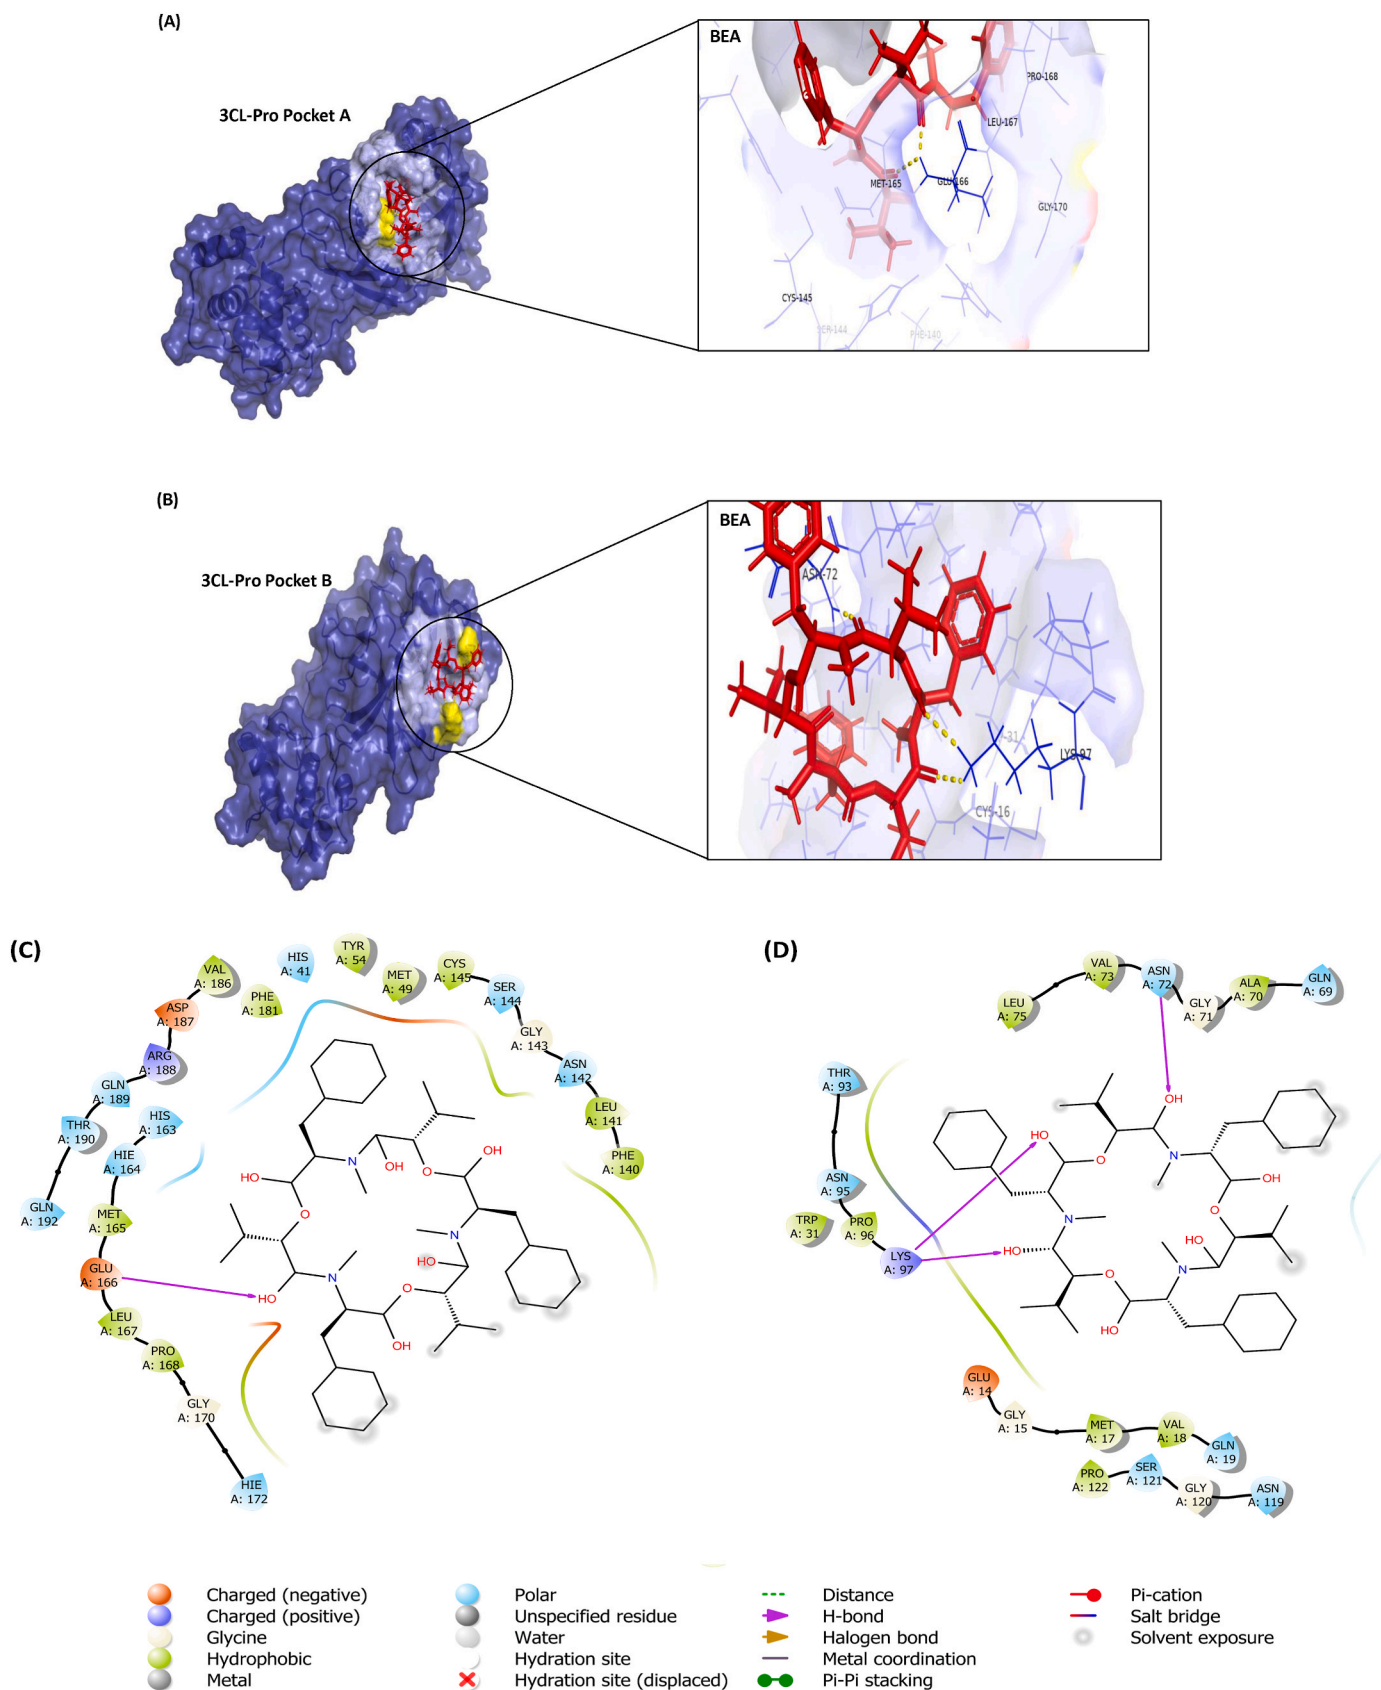 (A)
3CL-Pro Pocket A
BEA
PRO-168
LEU-167
MET-165
GLU-166
GLY-170
CYS-145
SER-144
PHE-140
(B)
3CL-Pro Pocket B
BEA
ASN-72
LYS-97
CYS-16
(C)
VAL
A: 186
HIS
A: 41
TYR
A: 54
MET
A: 49
CYS
A: 145
SER
A: 144
PHE
A: 181
ASP
A: 187
GLY
A: 143
ARG
A: 188
ASN
A: 142
GLN
A: 189
LEU
A: 141
HIS
A: 163
THR
A: 190
PHE
A: 140
HIE
A: 164
GLN
A: 192
MET
A: 165
GLU
A: 166
LEU
A: 167
PRO
A: 168
GLY
A: 170
HIE
A: 172
HO
N
OH
O
OH
O
N
HO
N
O
HO
OH
(D)
VAL
A: 73
ASN
A: 72
ALA
A: 70
GLN
A: 69
LEU
A: 75
GLY
A: 71
THR
A: 93
ASN
A: 95
TRP
A: 31
PRO
A: 96
LYS
A: 97
OH
HO
O
N
OH
N
O
HO
HO
N
O
HO
GLU
A: 14
GLY
A: 15
MET
A: 17
VAL
A: 18
GLN
A: 19
PRO
A: 122
SER
A: 121
GLY
A: 120
ASN
A: 119
Charged (negative)
Charged (positive)
Glycine
Hydrophobic
Metal
Polar
Unspecified residue
Water
Hydration site
Hydration site (displaced)
Distance
H-bond
Halogen bond
Metal coordination
Pi-Pi stacking
Pi-cation
Salt bridge
Solvent exposure